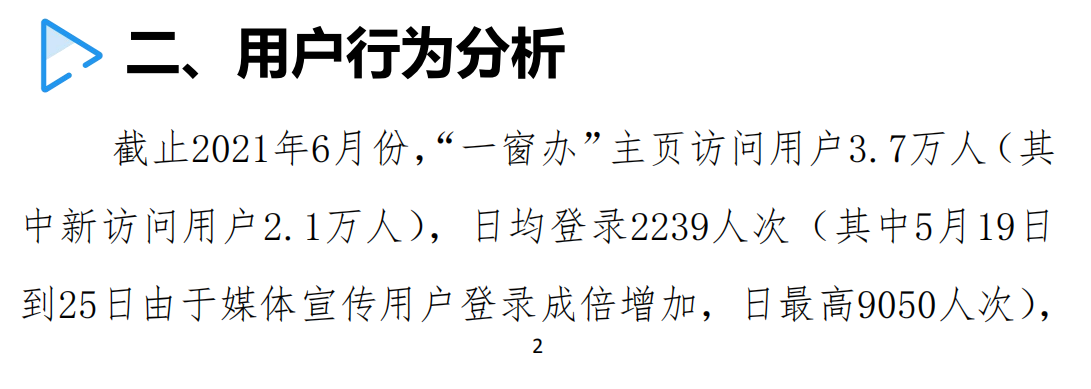 二、用户行为分析
截止2021年6月份，“一窗办”主页访问用户3.7万人（其
中新访问用户2.1万人），日均登录2239人次（其中5月19日
到25日由于媒体宣传用户登录成倍增加，日最高9050人次），
2